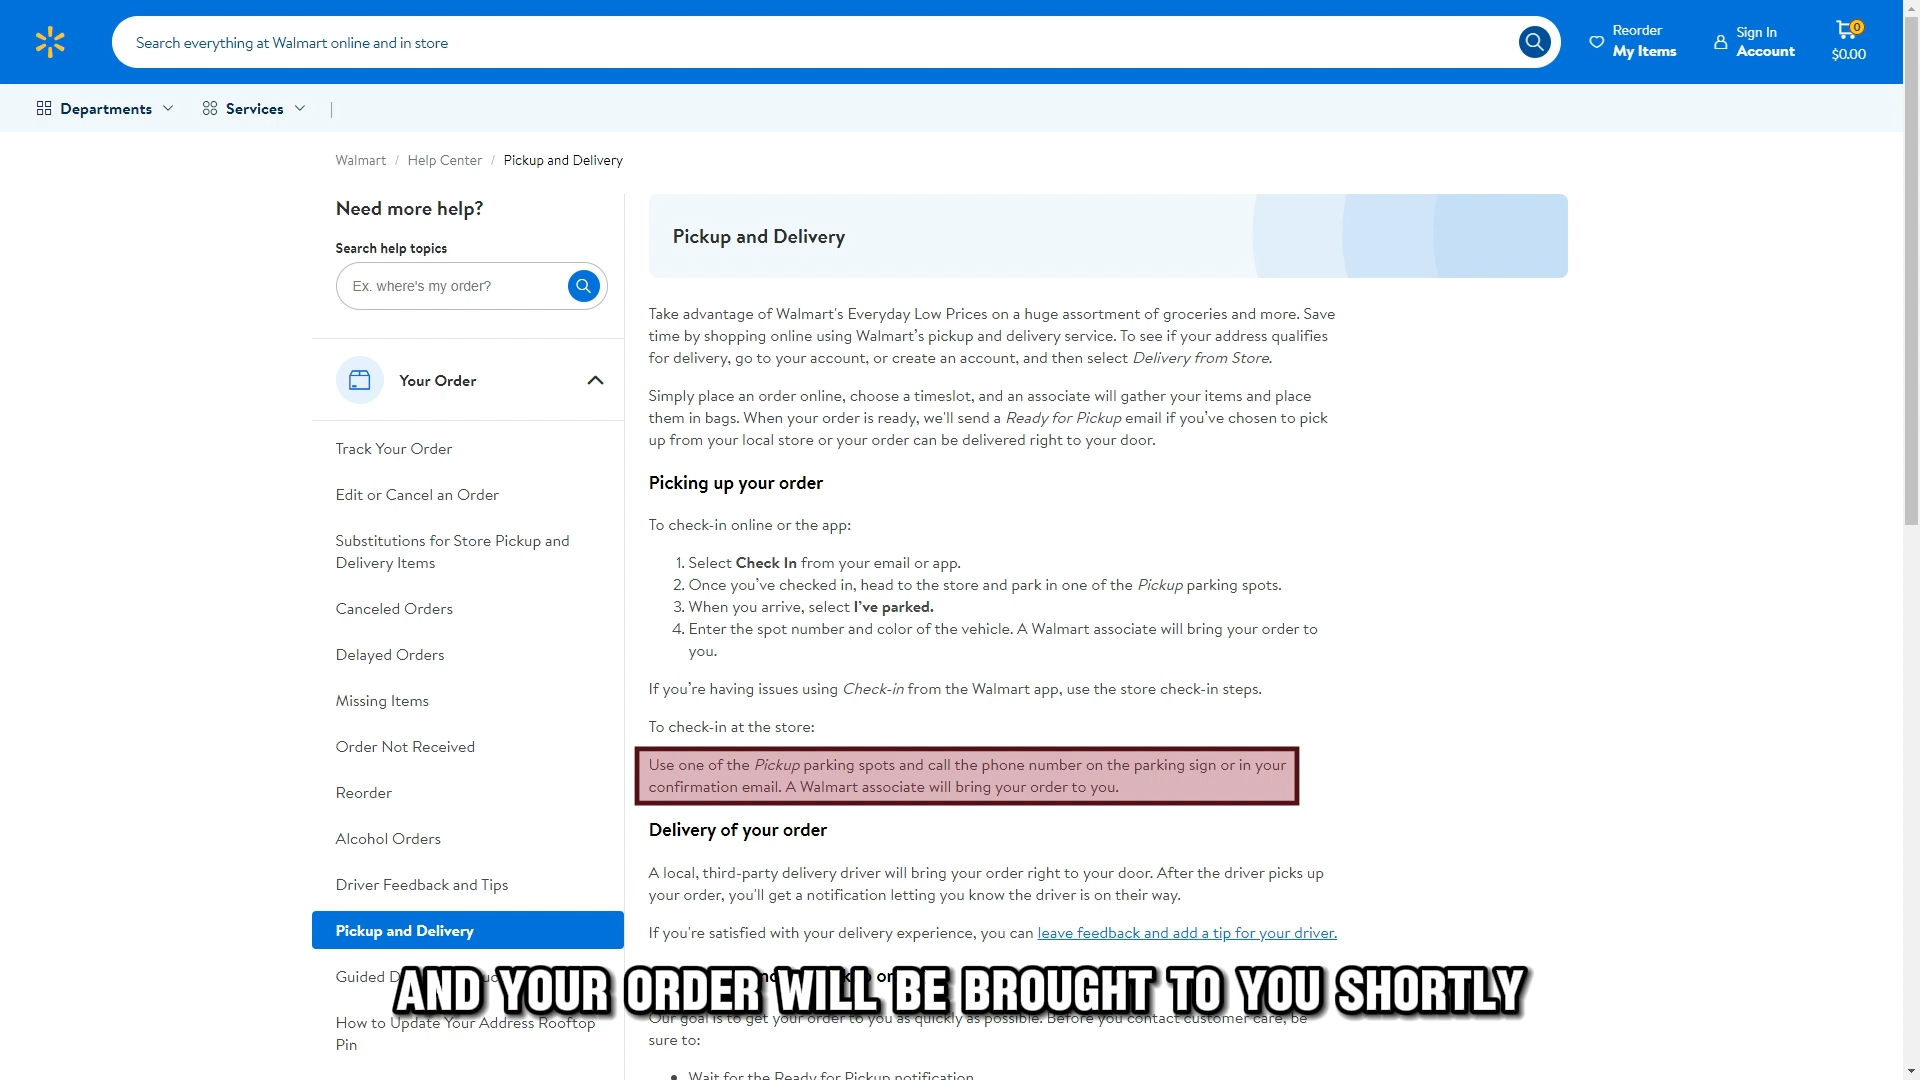 Search everything at Walmart online and in store
Reorder
My Items
Sign In
Account
0
$0.00
Departments
Services
Walmart / Help Center / Pickup and Delivery
Need more help?
Search help topics
Ex. where's my order?
Your Order
Track Your Order
Edit or Cancel an Order
Substitutions for Store Pickup and
Delivery Items
Canceled Orders
Delayed Orders
Missing Items
Order Not Received
Reorder
Alcohol Orders
Driver Feedback and Tips
Pickup and Delivery
Guided
How to Update Your Address Rooftop
Pin
Pickup and Delivery
Take advantage of Walmart's Everyday Low Prices on a huge assortment of groceries and more. Save
time by shopping online using Walmart’s pickup and delivery service. To see if your address qualifies
for delivery, go to your account, or create an account, and then select Delivery from Store.
Simply place an order online, choose a timeslot, and an associate will gather your items and place
them in bags. When your order is ready, we'll send a Ready for Pickup email if you’ve chosen to pick
up from your local store or your order can be delivered right to your door.
Picking up your order
To check-in online or the app:
1. Select Check In from your email or app.
2. Once you’ve checked in, head to the store and park in one of the Pickup parking spots.
3. When you arrive, select I’ve parked.
4. Enter the spot number and color of the vehicle. A Walmart associate will bring your order to
you.
If you’re having issues using Check-in from the Walmart app, use the store check-in steps.
To check-in at the store:
Use one of the Pickup parking spots and call the phone number on the parking sign or in your
confirmation email. A Walmart associate will bring your order to you.
Delivery of your order
A local, third-party delivery driver will bring your order right to your door. After the driver picks up
your order, you'll get a notification letting you know the driver is on their way.
If you're satisfied with your delivery experience, you can leave feedback and add a tip for your driver.
AND YOUR ORDER WILL BE BROUGHT TO YOU SHORTLY
Our goal is to get your order to you as quickly as possible. Before you contact customer care, be
sure to:
• Wait for the Ready for Pickup notification